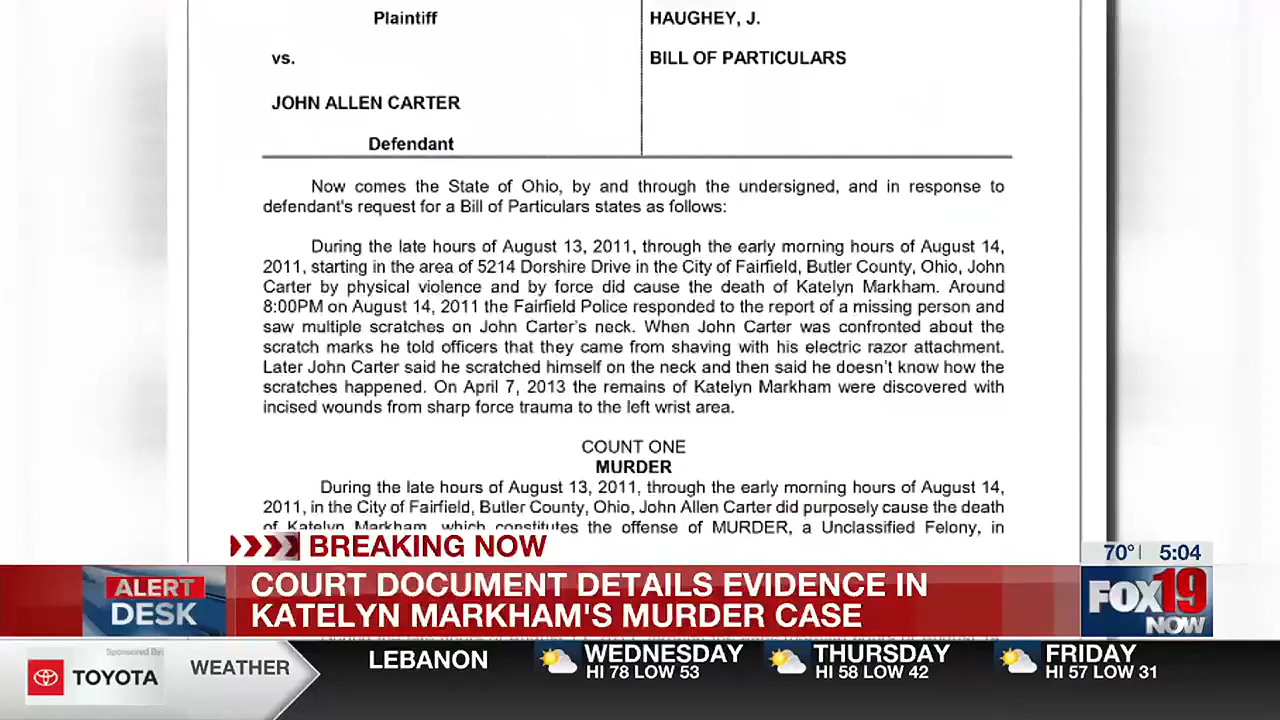 Plaintiff
HAUGHEY, J.
vs.
BILL OF PARTICULARS
JOHN ALLEN CARTER
Defendant
Now comes the State of Ohio, by and through the undersigned, and in response to
defendant's request for a Bill of Particulars states as follows:
During the late hours of August 13, 2011, through the early morning hours of August 14,
2011, starting in the area of 5214 Dorshire Drive in the City of Fairfield, Butler County, Ohio, John
Carter by physical violence and by force did cause the death of Katelyn Markham. Around
8:00PM on August 14, 2011 the Fairfield Police responded to the report of a missing person and
saw multiple scratches on John Carter's neck. When John Carter was confronted about the
scratch marks he told officers that they came from shaving with his electric razor attachment.
Later John Carter said he scratched himself on the neck and then said he doesn't know how the
scratches happened. On April 7, 2013 the remains of Katelyn Markham were discovered with
incised wounds from sharp force trauma to the left wrist area.
COUNT ONE
MURDER
During the late hours of August 13, 2011, through the early morning hours of August 14,
2011, in the City of Fairfield, Butler County, Ohio, John Allen Carter did purposely cause the death
of Katelyn Markham, which constitutes the offense of MURDER, a Unclassified Felony, in
BREAKING NOW
70° 5:04
ALERT
DESK
COURT DOCUMENT DETAILS EVIDENCE IN
KATELYN MARKHAM'S MURDER CASE
FOX19
NOW
Sponsored By:
TOYOTA
WEATHER
LEBANON
WEDNESDAY
HI 78 LOW 53
THURSDAY
HI 58 LOW 42
FRIDAY
HI 57 LOW 31